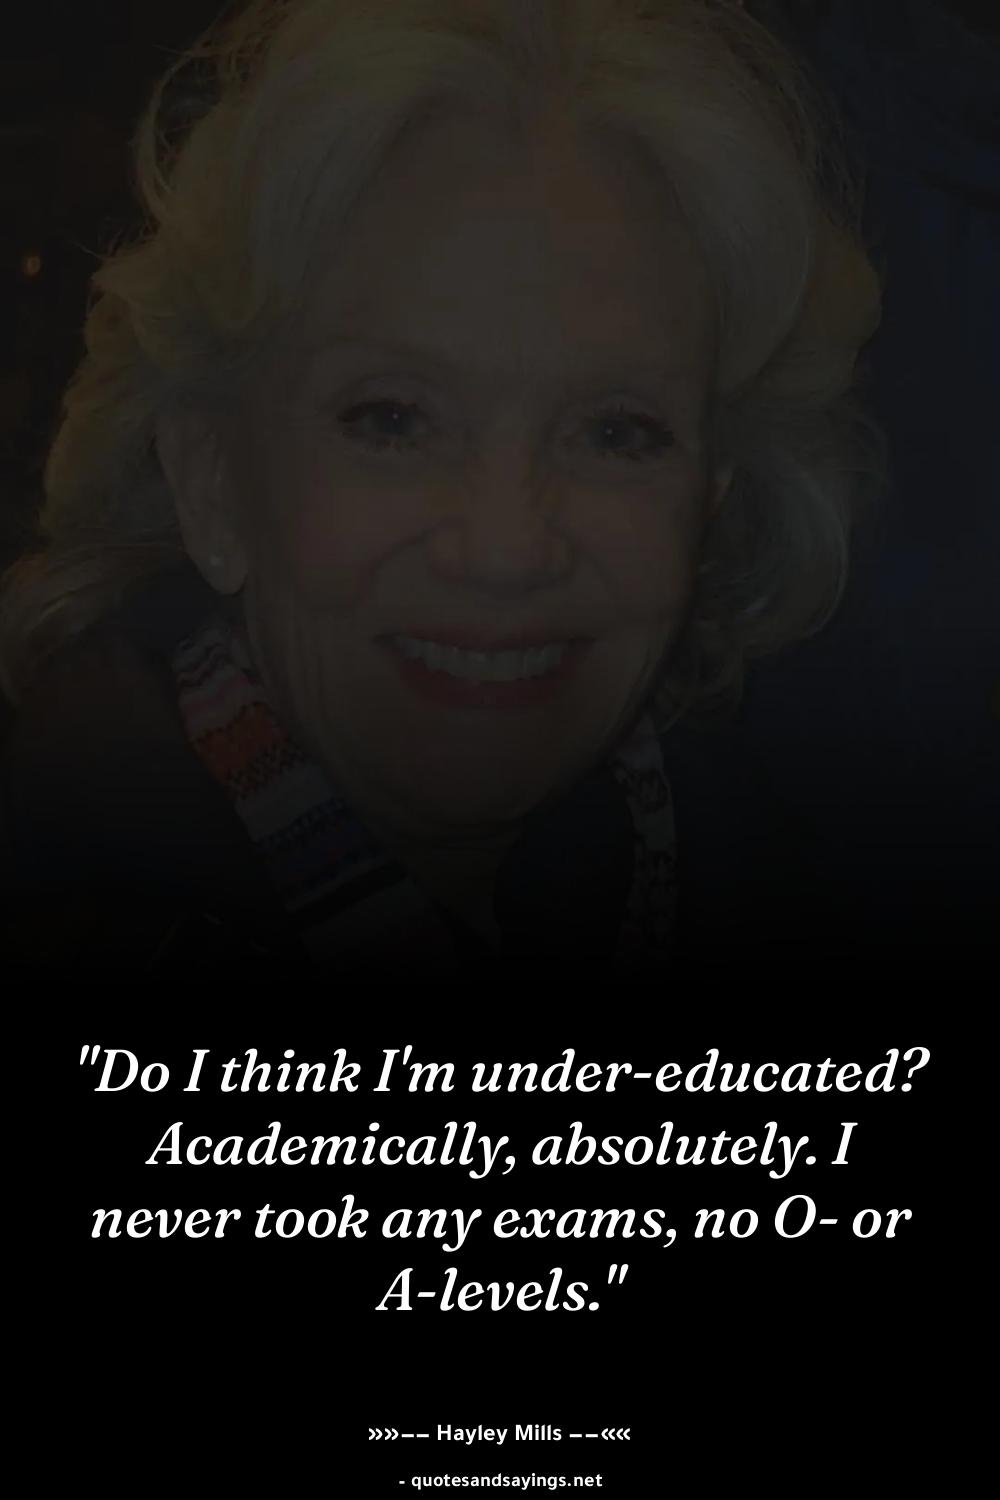 "Do I think I'm under-educated?
Academically, absolutely. I
never took any exams, no O- or
A-levels."
»»−− Hayley Mills −−««
- quotesandsayings.net